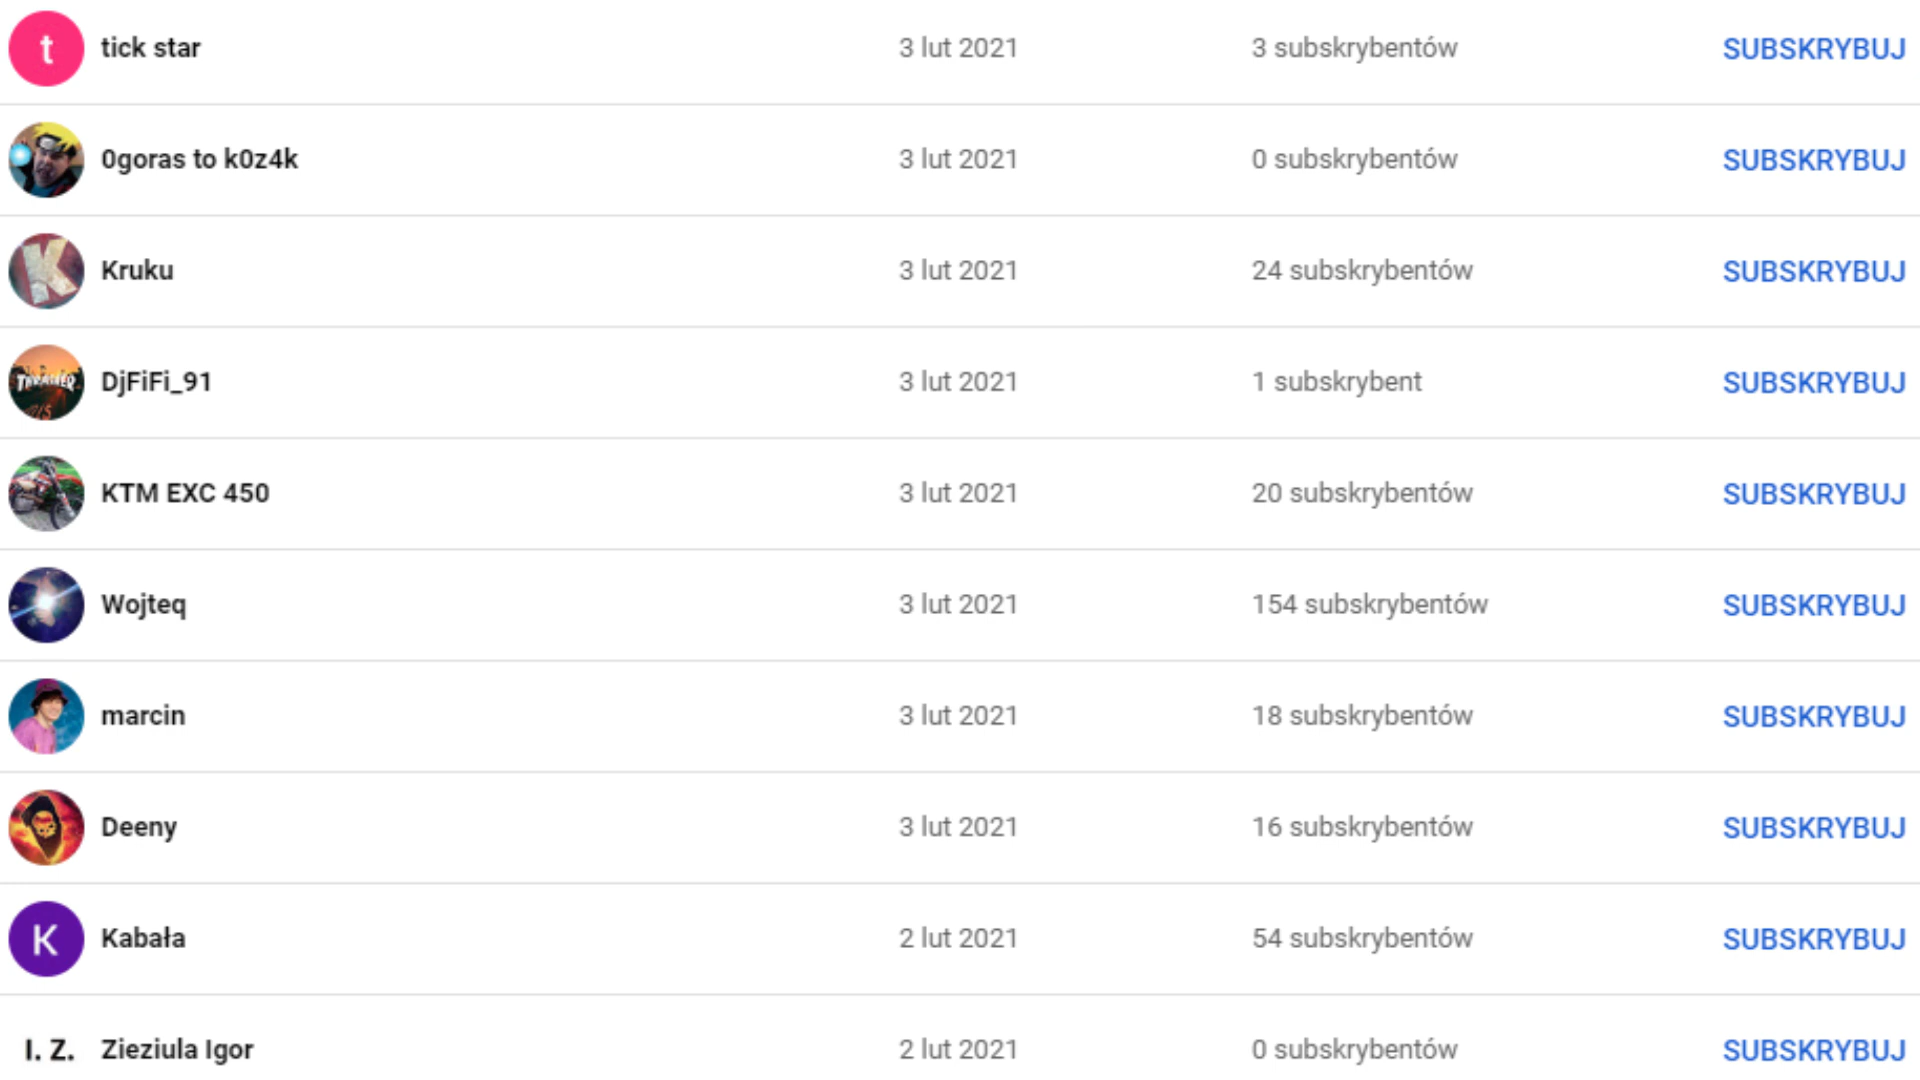 t tick star 3 lut 2021 3 subskrybentów SUBSKRYBUJ
0goras to k0z4k 3 lut 2021 0 subskrybentów SUBSKRYBUJ
K Kruku 3 lut 2021 24 subskrybentów SUBSKRYBUJ
THRASHER DjFiFi_91 3 lut 2021 1 subskrybent SUBSKRYBUJ
KTM EXC 450 3 lut 2021 20 subskrybentów SUBSKRYBUJ
Wojteq 3 lut 2021 154 subskrybentów SUBSKRYBUJ
marcin 3 lut 2021 18 subskrybentów SUBSKRYBUJ
Deeny 3 lut 2021 16 subskrybentów SUBSKRYBUJ
K Kabała 2 lut 2021 54 subskrybentów SUBSKRYBUJ
I. Z. Zieziula Igor 2 lut 2021 0 subskrybentów SUBSKRYBUJ